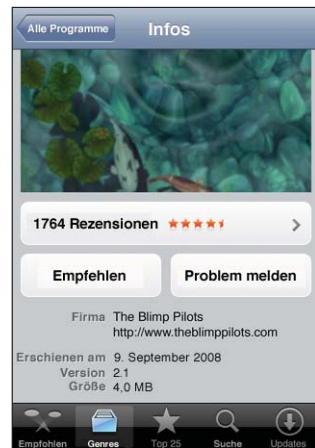 Alle Programme
Infos
1764 Rezensionen
Empfehlen
Problem melden
Firma The Blimp Pilots
http://www.theblimppilots.com
Erschienen am 9. September 2008
Version 2.1
Größe 4,0 MB
Empfohlen Genres Top 25 Suche Updates